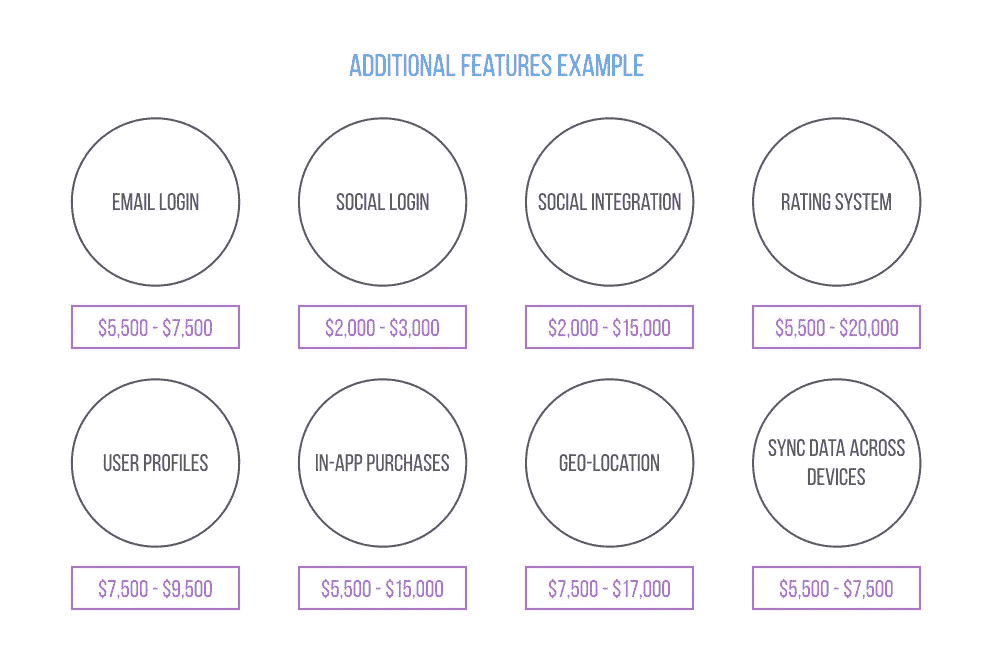 ADDITIONAL FEATURES EXAMPLE
EMAIL LOGIN
SOCIAL LOGIN
SOCIAL INTEGRATION
RATING SYSTEM
$5,500 - $7,500
$2,000 - $3,000
$2,000 - $15,000
$5,500 - $20,000
USER PROFILES
IN-APP PURCHASES
GEO-LOCATION
SYNC DATA ACROSS
DEVICES
$7,500 - $9,500
$5,500 - $15,000
$7,500 - $17,000
$5,500 - $7,500